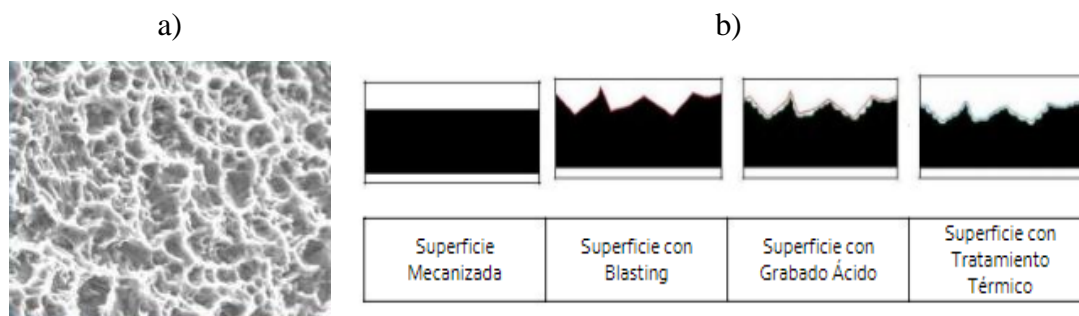 a)
b)
Superficie
Mecanizada
Superficie con
Blasting
Superficie con
Grabado Ácido
Superficie con
Tratamiento
Térmico